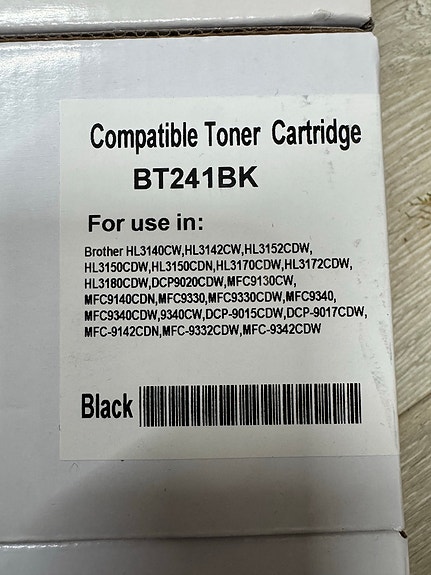 Compatible Toner Cartridge
BT241BK
For use in:
Brother HL3140CW,HL3142CW,HL3152CDW,
HL3150CDW,HL3150CDN,HL3170CDW,HL3172CDW,
HL3180CDW,DCP9020CDW,MFC9130CW,
MFC9140CDN,MFC9330,MFC9330CDW,MFC9340,
MFC9340CDW,9340CW,DCP-9015CDW,DCP-9017CDW,
MFC-9142CDN,MFC-9332CDW,MFC-9342CDW
Black